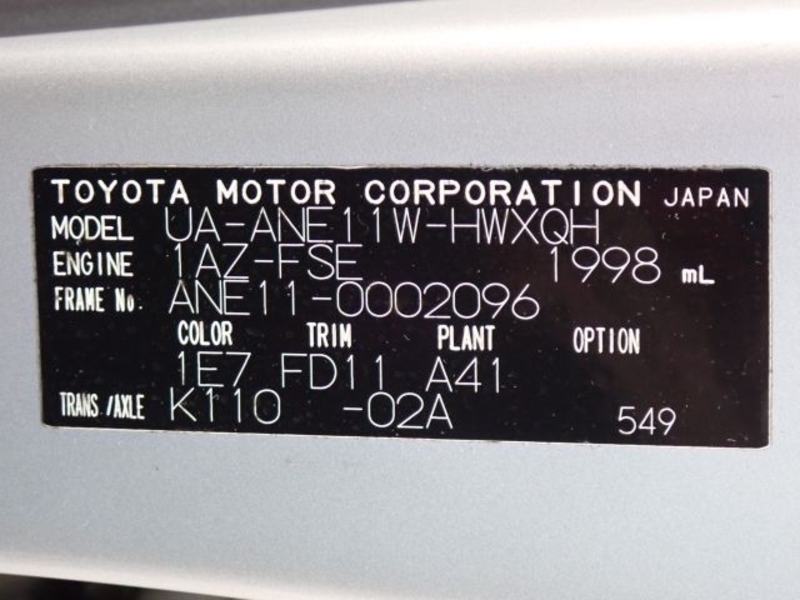 TOYOTA MOTOR CORPORATION JAPAN
MODEL UA-ANE11W-HWXQH
ENGINE 1AZ-FSE 1998 mL
FRAME No. ANE11-0002096
COLOR TRIM PLANT OPTION
1E7 FD11 A41
TRANS./AXLE K110 -02A 549